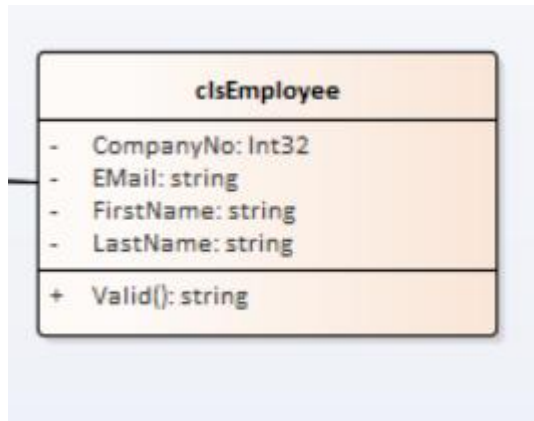 clsEmployee
- CompanyNo: Int32
- EMail: string
- FirstName: string
- LastName: string
+ Valid(): string